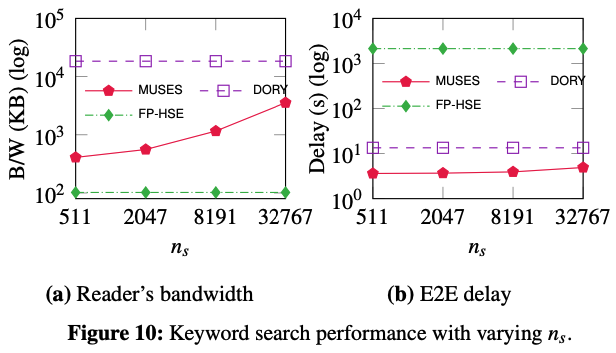 10^5
10^4
10^3
10^2
B/W (KB) (log)
MUSES
DORY
FP-HSE
511 2047 8191 32767
n_s
(a) Reader's bandwidth
10^4
10^3
10^2
10^1
10^0
Delay (s) (log)
MUSES
DORY
FP-HSE
511 2047 8191 32767
n_s
(b) E2E delay
Figure 10: Keyword search performance with varying n_s.